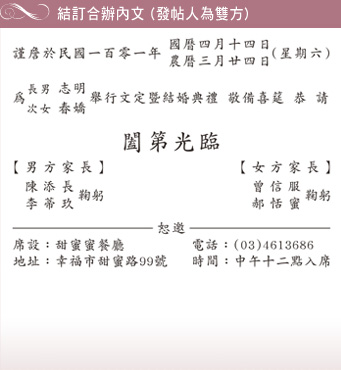 結訂合辦內文 (發帖人為雙方)
謹詹於民國一百零一年 國曆四月十四日 農曆三月廿四日 (星期六)
為 長男 志明 次女 春嬌 舉行文定暨結婚典禮 敬備喜筵 恭請
闔第光臨
【男方家長】 【女方家長】
陳添長 李蒂玖 鞠躬 曾信服 郝恬蜜 鞠躬
恕邀
席設：甜蜜蜜餐廳 電話：(03)4613686
地址：幸福市甜蜜路99號 時間：中午十二點入席